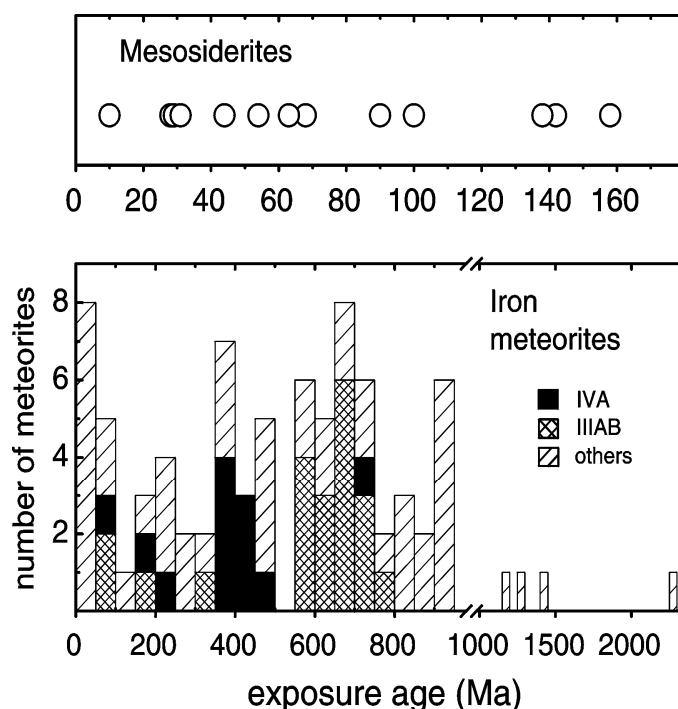 Mesosiderites
0 20 40 60 80 100 120 140 160
number of meteorites
8
6
4
2
Iron
meteorites
IVA
IIIAB
others
0 200 400 600 800 1000 1500 2000
exposure age (Ma)